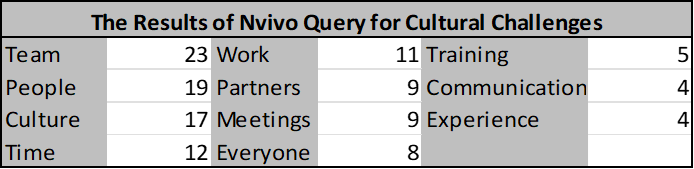 The Results of Nvivo Query for Cultural Challenges
Team 23 Work 11 Training 5
People 19 Partners 9 Communication 4
Culture 17 Meetings 9 Experience 4
Time 12 Everyone 8